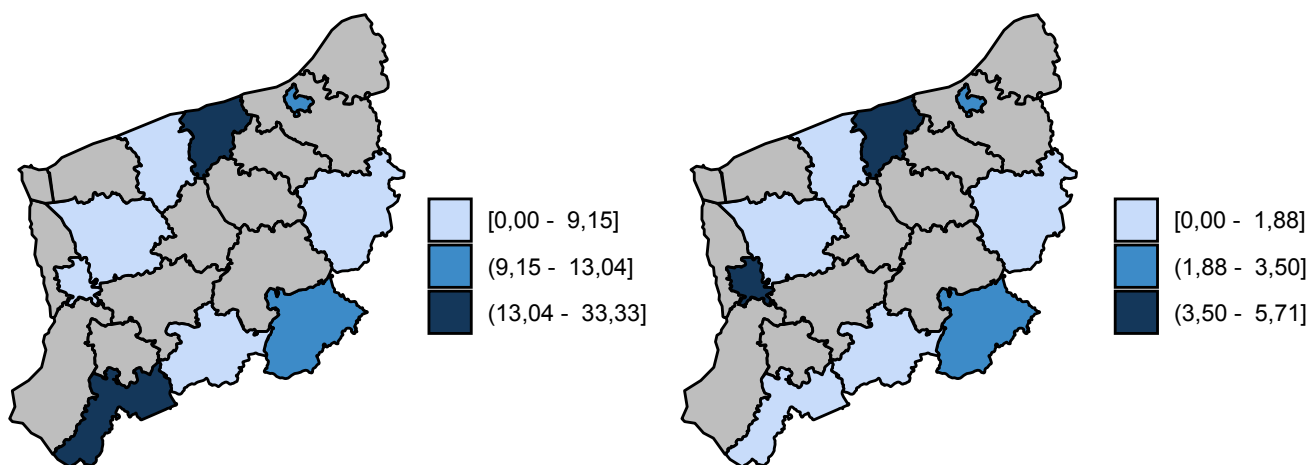 [0,00 - 9,15]
(9,15 - 13,04]
(13,04 - 33,33]
[0,00 - 1,88]
(1,88 - 3,50]
(3,50 - 5,71]